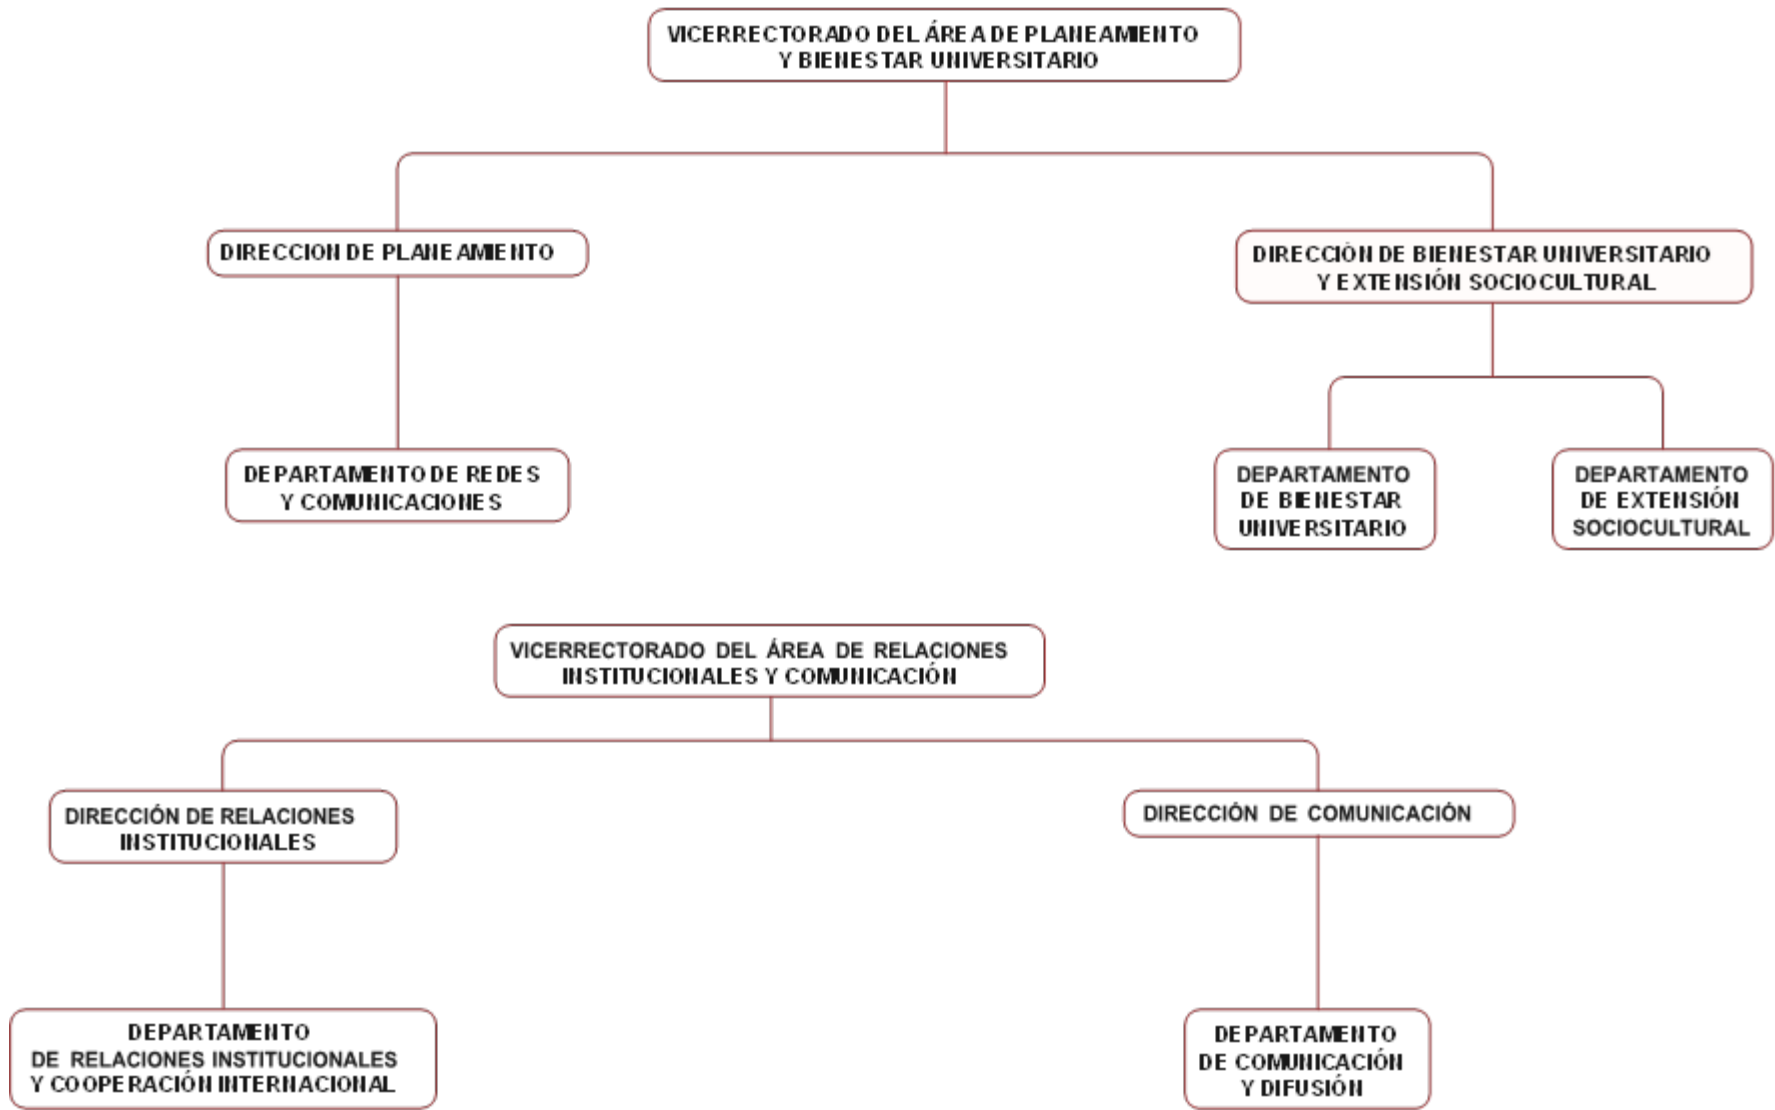 VICERRECTORADO DEL ÁREA DE PLANEAMIENTO
Y BIENESTAR UNIVERSITARIO
DIRECCION DE PLANEAMIENTO
DIRECCIÓN DE BIENESTAR UNIVERSITARIO
Y EXTENSIÓN SOCIOCULTURAL
DEPARTAMENTO DE REDES
Y COMUNICACIONES
DEPARTAMENTO
DE BIENESTAR
UNIVERSITARIO
DEPARTAMENTO
DE EXTENSIÓN
SOCIOCULTURAL
VICERRECTORADO DEL ÁREA DE RELACIONES
INSTITUCIONALES Y COMUNICACIÓN
DIRECCIÓN DE RELACIONES
INSTITUCIONALES
DIRECCIÓN DE COMUNICACIÓN
DEPARTAMENTO
DE RELACIONES INSTITUCIONALES
Y COOPERACIÓN INTERNACIONAL
DEPARTAMENTO
DE COMUNICACIÓN
Y DIFUSIÓN